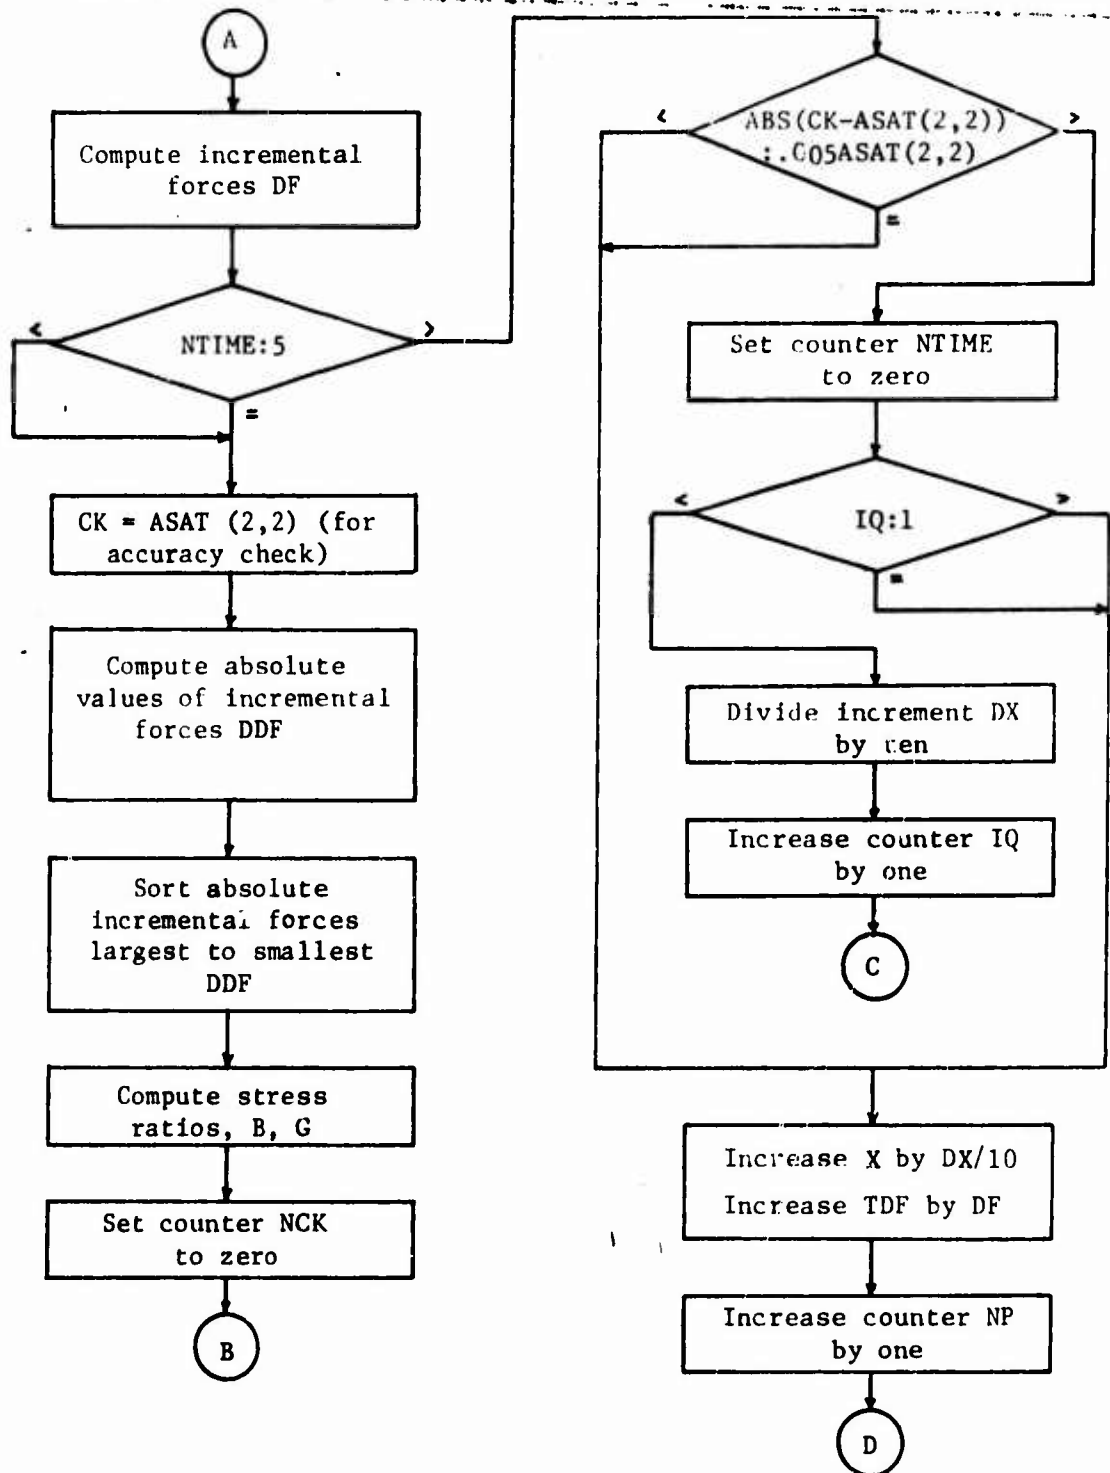 A
Compute incremental
forces DF
<
NTIME:5
>
=
CK = ASAT (2,2) (for
accuracy check)
Compute absolute
values of incremental
forces DDF
Sort absolute
incremental forces
largest to smallest
DDF
Compute stress
ratios, B, G
Set counter NCK
to zero
B
<
ABS(CK-ASAT(2,2))
:.C05ASAT(2,2)
>
=
Set counter NTIME
to zero
<
IQ:1
>
=
Divide increment DX
by ten
Increase counter IQ
by one
C
Increase X by DX/10
Increase TDF by DF
Increase counter NP
by one
D